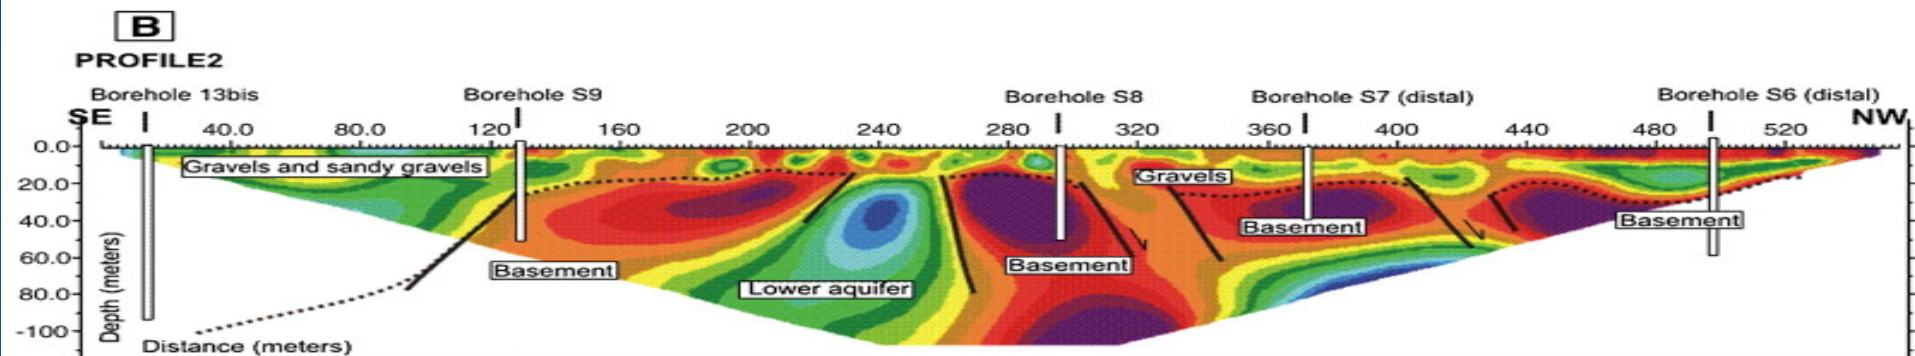 B
PROFILE2
Borehole 13bis Borehole S9 Borehole S8 Borehole S7 (distal) Borehole S6 (distal)
SE NW
40.0 80.0 120 160 200 240 280 320 360 400 440 480 520
0.0
Gravels and sandy gravels
20.0
Gravels
40.0
Basement
Basement
60.0
Basement
Basement
80.0
Lower aquifer
-100
Depth (meters)
Distance (meters)